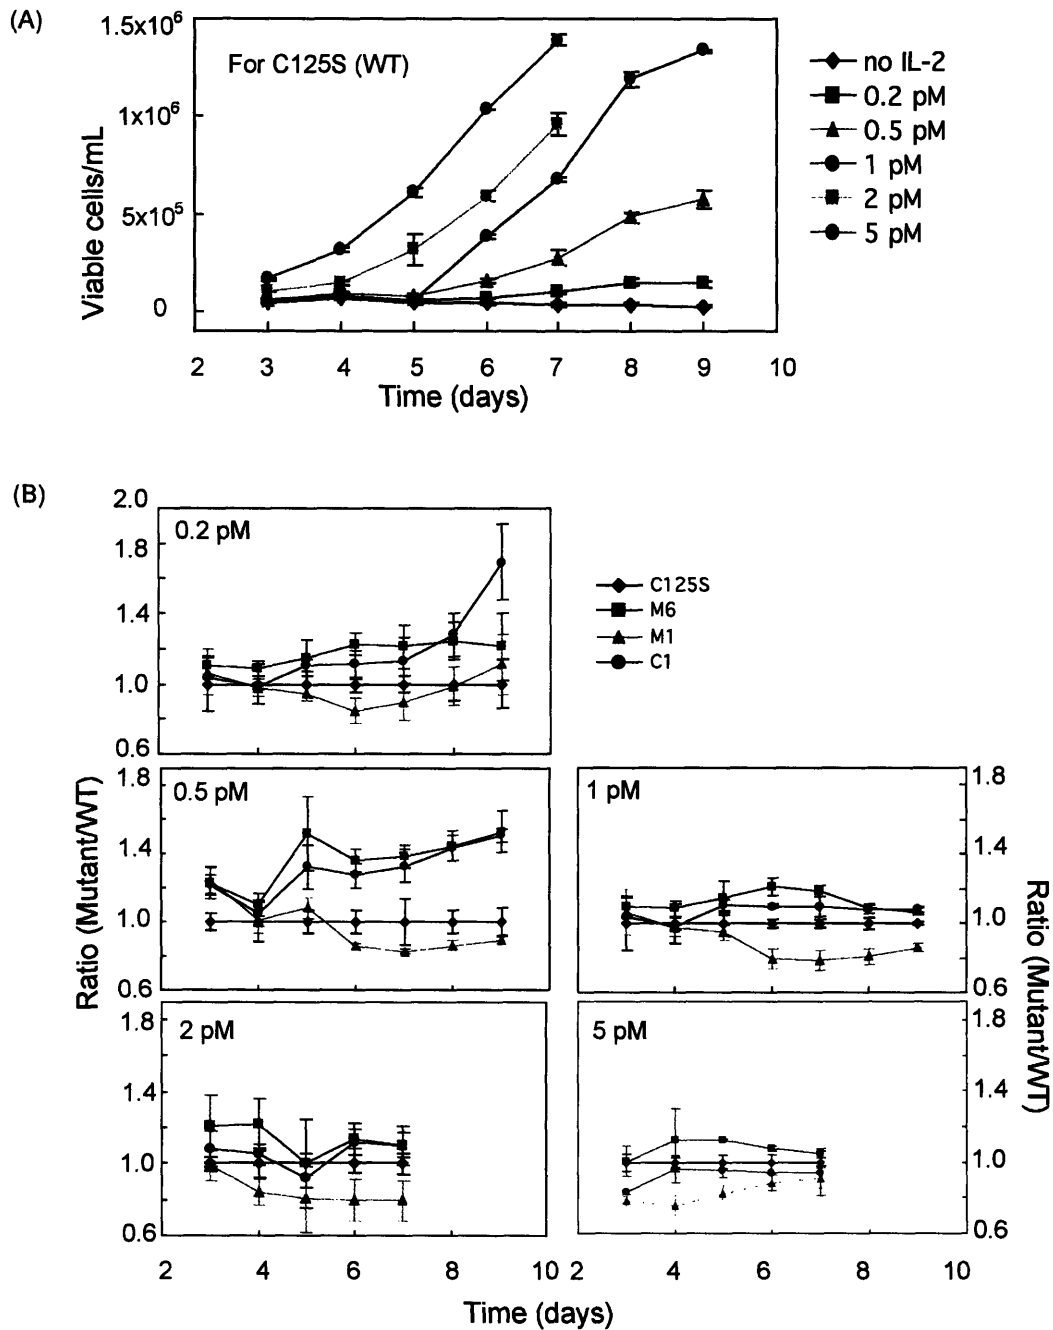 (A)
1.5x10⁶
1x10⁶
5x10⁵
0
Viable cells/mL
For C125S (WT)
no IL-2
0.2 pM
0.5 pM
1 pM
2 pM
5 pM
2 3 4 5 6 7 8 9 10
Time (days)
(B)
2.0
1.8
1.4
1.0
0.6
0.2 pM
C125S
M6
M1
C1
1.8
1.4
1.0
0.6
0.5 pM
1 pM
1.8
1.4
1.0
0.6
Ratio (Mutant/WT)
Ratio (Mutant/WT)
1.8
1.4
1.0
0.6
2 pM
5 pM
1.8
1.4
1.0
0.6
2 4 6 8 10 2 4 6 8 10
Time (days)